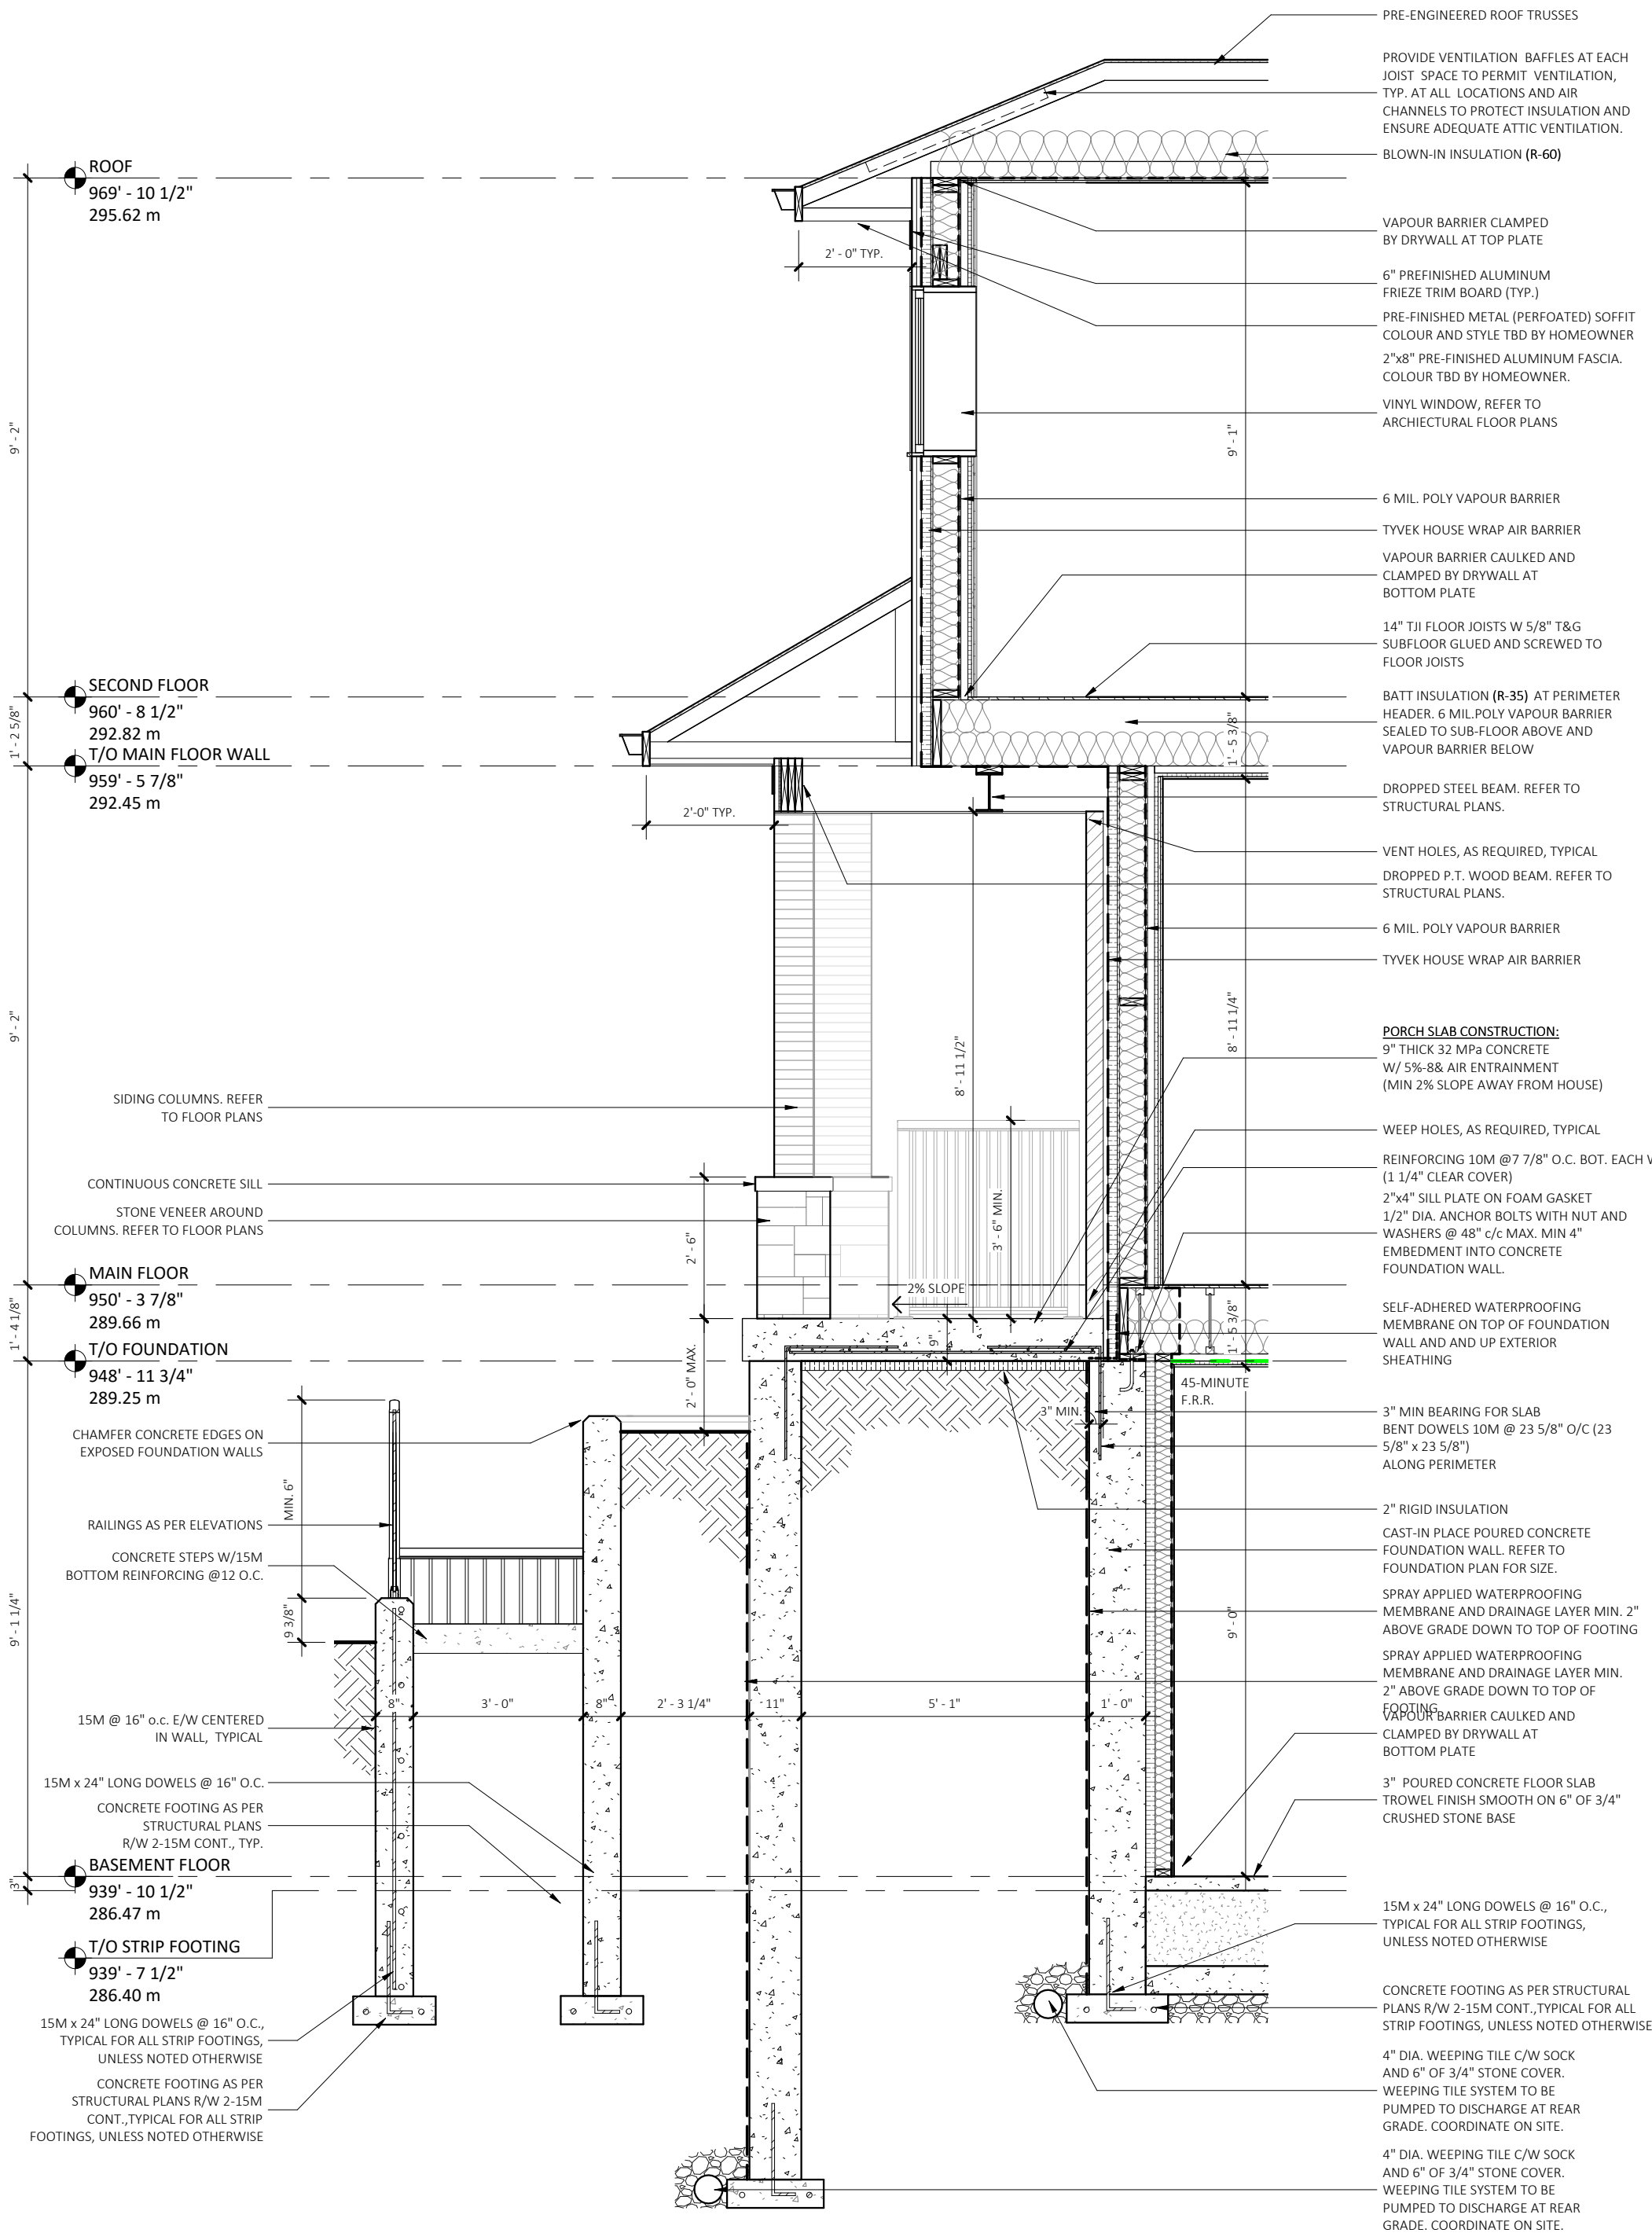 PRE-ENGINEERED ROOF TRUSSES
PROVIDE VENTILATION BAFFLES AT EACH
JOIST SPACE TO PERMIT VENTILATION,
TYP. AT ALL LOCATIONS AND AIR
CHANNELS TO PROTECT INSULATION AND
ENSURE ADEQUATE ATTIC VENTILATION.
BLOWN-IN INSULATION (R-60)
VAPOUR BARRIER CLAMPED
BY DRYWALL AT TOP PLATE
6" PREFINISHED ALUMINUM
FRIEZE TRIM BOARD (TYP.)
PRE-FINISHED METAL (PERFOATED) SOFFIT
COLOUR AND STYLE TBD BY HOMEOWNER
2"x8" PRE-FINISHED ALUMINUM FASCIA.
COLOUR TBD BY HOMEOWNER.
VINYL WINDOW, REFER TO
ARCHIECTURAL FLOOR PLANS
6 MIL. POLY VAPOUR BARRIER
TYVEK HOUSE WRAP AIR BARRIER
VAPOUR BARRIER CAULKED AND
CLAMPED BY DRYWALL AT
BOTTOM PLATE
14" TJI FLOOR JOISTS W 5/8" T&G
SUBFLOOR GLUED AND SCREWED TO
FLOOR JOISTS
BATT INSULATION (R-35) AT PERIMETER
HEADER. 6 MIL.POLY VAPOUR BARRIER
SEALED TO SUB-FLOOR ABOVE AND
VAPOUR BARRIER BELOW
DROPPED STEEL BEAM. REFER TO
STRUCTURAL PLANS.
VENT HOLES, AS REQUIRED, TYPICAL
DROPPED P.T. WOOD BEAM. REFER TO
STRUCTURAL PLANS.
6 MIL. POLY VAPOUR BARRIER
TYVEK HOUSE WRAP AIR BARRIER
PORCH SLAB CONSTRUCTION:
9" THICK 32 MPa CONCRETE
W/ 5%-8& AIR ENTRAINMENT
(MIN 2% SLOPE AWAY FROM HOUSE)
WEEP HOLES, AS REQUIRED, TYPICAL
REINFORCING 10M @7 7/8" O.C. BOT. EACH
(1 1/4" CLEAR COVER)
2"x4" SILL PLATE ON FOAM GASKET
1/2" DIA. ANCHOR BOLTS WITH NUT AND
WASHERS @ 48" c/c MAX. MIN 4"
EMBEDMENT INTO CONCRETE
FOUNDATION WALL.
SELF-ADHERED WATERPROOFING
MEMBRANE ON TOP OF FOUNDATION
WALL AND AND UP EXTERIOR
SHEATHING
45-MINUTE
F.R.R.
3" MIN BEARING FOR SLAB
BENT DOWELS 10M @ 23 5/8" O/C (23
5/8" x 23 5/8")
ALONG PERIMETER
2" RIGID INSULATION
CAST-IN PLACE POURED CONCRETE
FOUNDATION WALL. REFER TO
FOUNDATION PLAN FOR SIZE.
SPRAY APPLIED WATERPROOFING
MEMBRANE AND DRAINAGE LAYER MIN. 2"
ABOVE GRADE DOWN TO TOP OF FOOTING
SPRAY APPLIED WATERPROOFING
MEMBRANE AND DRAINAGE LAYER MIN.
2" ABOVE GRADE DOWN TO TOP OF
FOOTING
VAPOUR BARRIER CAULKED AND
CLAMPED BY DRYWALL AT
BOTTOM PLATE
3" POURED CONCRETE FLOOR SLAB
TROWEL FINISH SMOOTH ON 6" OF 3/4"
CRUSHED STONE BASE
15M x 24" LONG DOWELS @ 16" O.C.,
TYPICAL FOR ALL STRIP FOOTINGS,
UNLESS NOTED OTHERWISE
CONCRETE FOOTING AS PER STRUCTURAL
PLANS R/W 2-15M CONT.,TYPICAL FOR ALL
STRIP FOOTINGS, UNLESS NOTED OTHERWISE
4" DIA. WEEPING TILE C/W SOCK
AND 6" OF 3/4" STONE COVER.
WEEPING TILE SYSTEM TO BE
PUMPED TO DISCHARGE AT REAR
GRADE. COORDINATE ON SITE.
4" DIA. WEEPING TILE C/W SOCK
AND 6" OF 3/4" STONE COVER.
WEEPING TILE SYSTEM TO BE
PUMPED TO DISCHARGE AT REAR
GRADE. COORDINATE ON SITE.
ROOF
969' - 10 1/2"
295.62 m
SECOND FLOOR
960' - 8 1/2"
292.82 m
T/O MAIN FLOOR WALL
959' - 5 7/8"
292.45 m
SIDING COLUMNS. REFER
TO FLOOR PLANS
CONTINUOUS CONCRETE SILL
STONE VENEER AROUND
COLUMNS. REFER TO FLOOR PLANS
MAIN FLOOR
950' - 3 7/8"
289.66 m
T/O FOUNDATION
948' - 11 3/4"
289.25 m
CHAMFER CONCRETE EDGES ON
EXPOSED FOUNDATION WALLS
RAILINGS AS PER ELEVATIONS
CONCRETE STEPS W/15M
BOTTOM REINFORCING @12 O.C.
15M @ 16" o.c. E/W CENTERED
IN WALL, TYPICAL
15M x 24" LONG DOWELS @ 16" O.C.
CONCRETE FOOTING AS PER
STRUCTURAL PLANS
R/W 2-15M CONT., TYP.
BASEMENT FLOOR
939' - 10 1/2"
286.47 m
T/O STRIP FOOTING
939' - 7 1/2"
286.40 m
15M x 24" LONG DOWELS @ 16" O.C.,
TYPICAL FOR ALL STRIP FOOTINGS,
UNLESS NOTED OTHERWISE
CONCRETE FOOTING AS PER
STRUCTURAL PLANS R/W 2-15M
CONT.,TYPICAL FOR ALL STRIP
FOOTINGS, UNLESS NOTED OTHERWISE
9' - 2"
1' - 2 5/8"
9' - 2"
1' - 4 1/8"
9' - 1 1/4"
3"
2' - 0" TYP.
2'-0" TYP.
9' - 1"
1' - 5 3/8"
8' - 11 1/4"
8' - 11 1/2"
3' - 6" MIN.
2' - 6"
2% SLOPE
9"
2' - 0" MAX.
1' - 5 3/8"
3" MIN.
MIN. 6"
9 3/8"
9' - 0"
8"
3' - 0"
8"
2' - 3 1/4"
11"
5' - 1"
1' - 0"